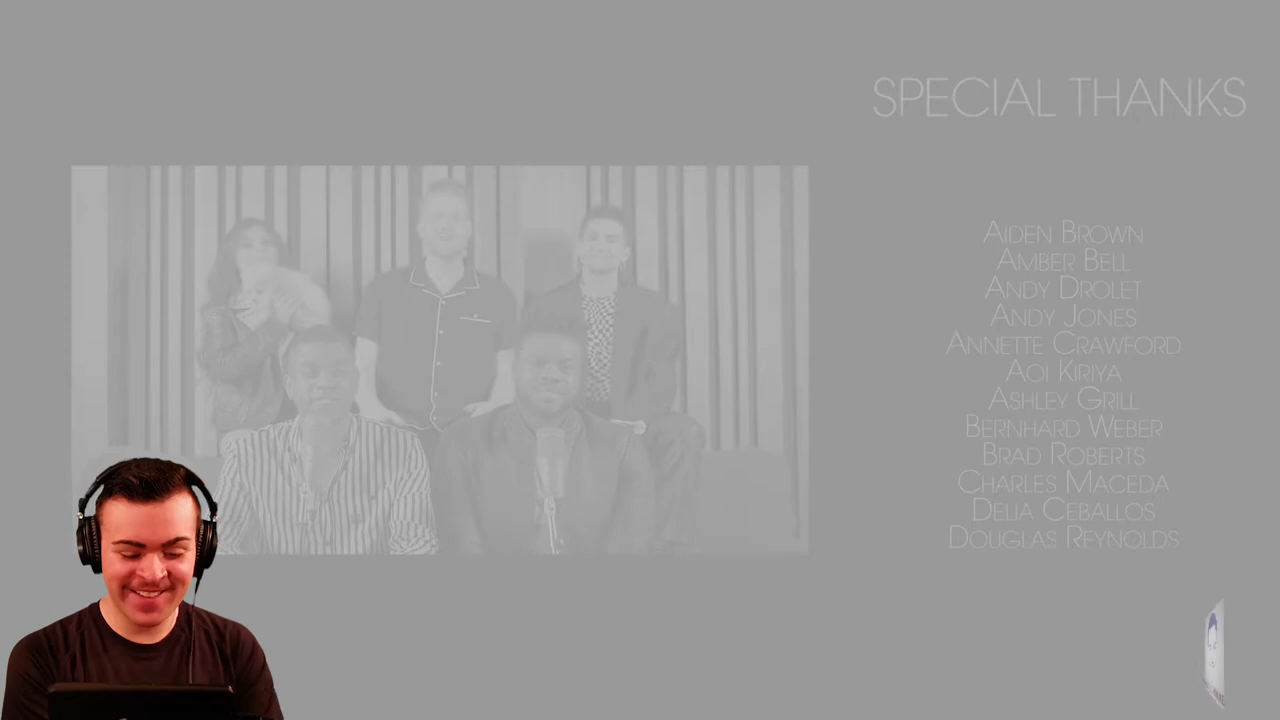 SPECIAL THANKS
AIDEN BROWN
AMBER BELL
ANDY DROLET
ANDY JONES
ANNETTE CRAWFORD
AOI KIRIYA
ASHLEY GRILL
BERNHARD WEBER
BRAD ROBERTS
CHARLES MACEDA
DELIA CEBALLOS
DOUGLAS REYNOLDS